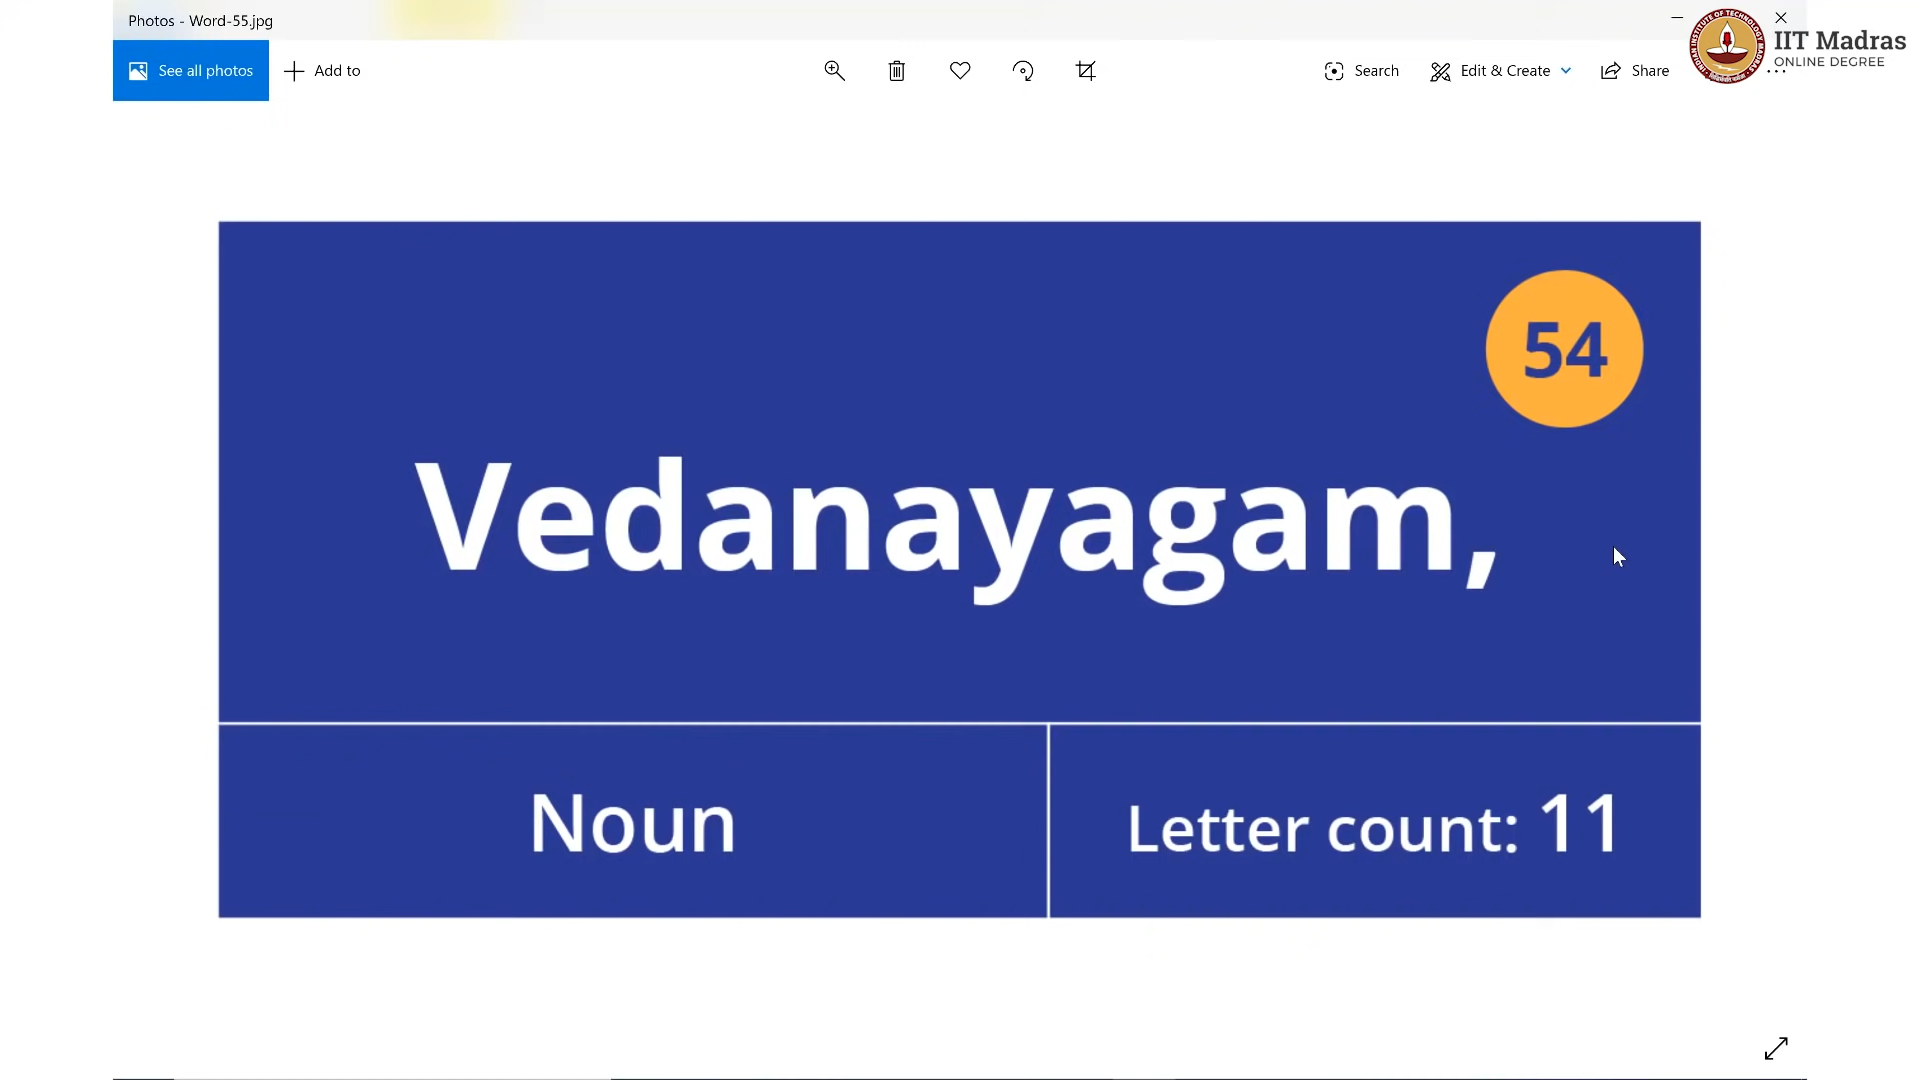 Photos - Word-55.jpg
IIT Madras
ONLINE DEGREE
See all photos
Add to
Search
Edit & Create
Share
54
Vedanayagam,
Noun
Letter count: 11